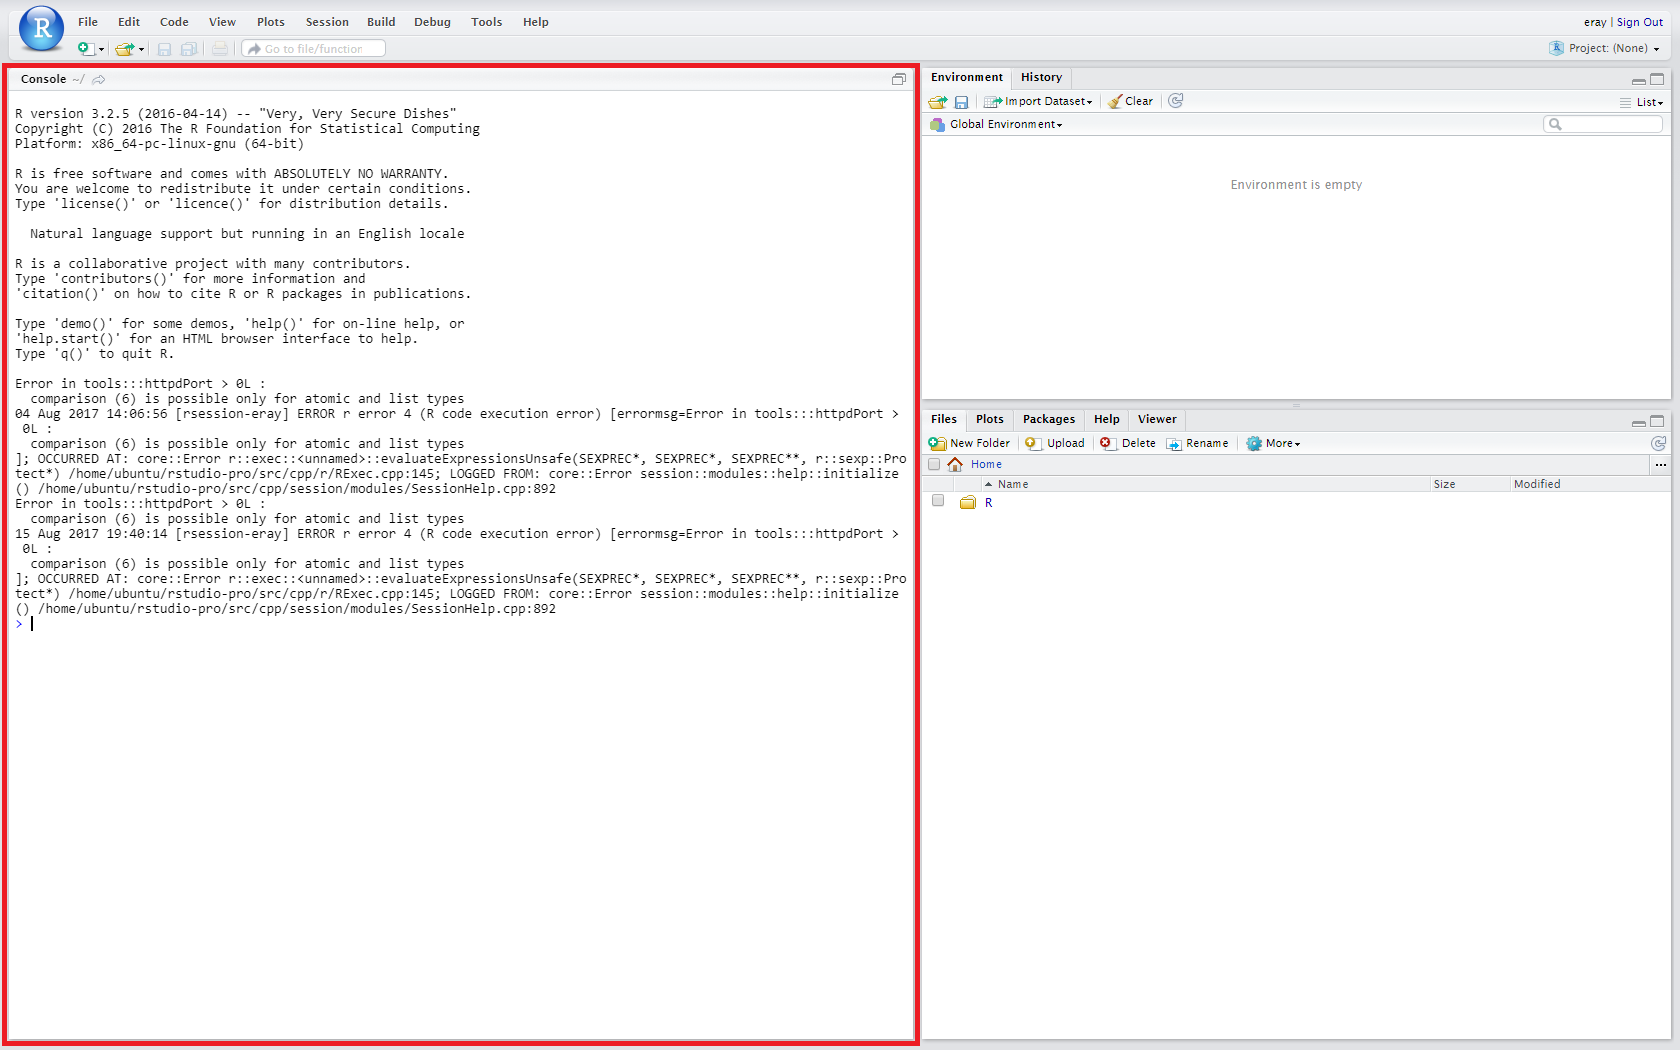 R
File Edit Code View Plots Session Build Debug Tools Help
eray | Sign Out
Go to file/function
Project: (None)
Console ~/
R version 3.2.5 (2016-04-14) -- "Very, Very Secure Dishes"
Copyright (C) 2016 The R Foundation for Statistical Computing
Platform: x86_64-pc-linux-gnu (64-bit)
R is free software and comes with ABSOLUTELY NO WARRANTY.
You are welcome to redistribute it under certain conditions.
Type 'license()' or 'licence()' for distribution details.
Natural language support but running in an English locale
R is a collaborative project with many contributors.
Type 'contributors()' for more information and
'citation()' on how to cite R or R packages in publications.
Type 'demo()' for some demos, 'help()' for on-line help, or
'help.start()' for an HTML browser interface to help.
Type 'q()' to quit R.
Error in tools:::httpdPort > 0L :
comparison (6) is possible only for atomic and list types
04 Aug 2017 14:06:56 [rsession-eray] ERROR r error 4 (R code execution error) [errormsg=Error in tools:::httpdPort >
0L :
comparison (6) is possible only for atomic and list types
]; OCCURRED AT: core::Error r::exec::<unnamed>::evaluateExpressionsUnsafe(SEXPREC*, SEXPREC*, SEXPREC**, r::sexp::Pro
tect*) /home/ubuntu/rstudio-pro/src/cpp/r/RExec.cpp:145; LOGGED FROM: core::Error session::modules::help::initialize
() /home/ubuntu/rstudio-pro/src/cpp/session/modules/SessionHelp.cpp:892
Error in tools:::httpdPort > 0L :
comparison (6) is possible only for atomic and list types
15 Aug 2017 19:40:14 [rsession-eray] ERROR r error 4 (R code execution error) [errormsg=Error in tools:::httpdPort >
0L :
comparison (6) is possible only for atomic and list types
]; OCCURRED AT: core::Error r::exec::<unnamed>::evaluateExpressionsUnsafe(SEXPREC*, SEXPREC*, SEXPREC**, r::sexp::Pro
tect*) /home/ubuntu/rstudio-pro/src/cpp/r/RExec.cpp:145; LOGGED FROM: core::Error session::modules::help::initialize
() /home/ubuntu/rstudio-pro/src/cpp/session/modules/SessionHelp.cpp:892
>
Environment History
Import Dataset Clear List
Global Environment
Environment is empty
Files Plots Packages Help Viewer
New Folder Upload Delete Rename More
Home ...
Name Size Modified
R